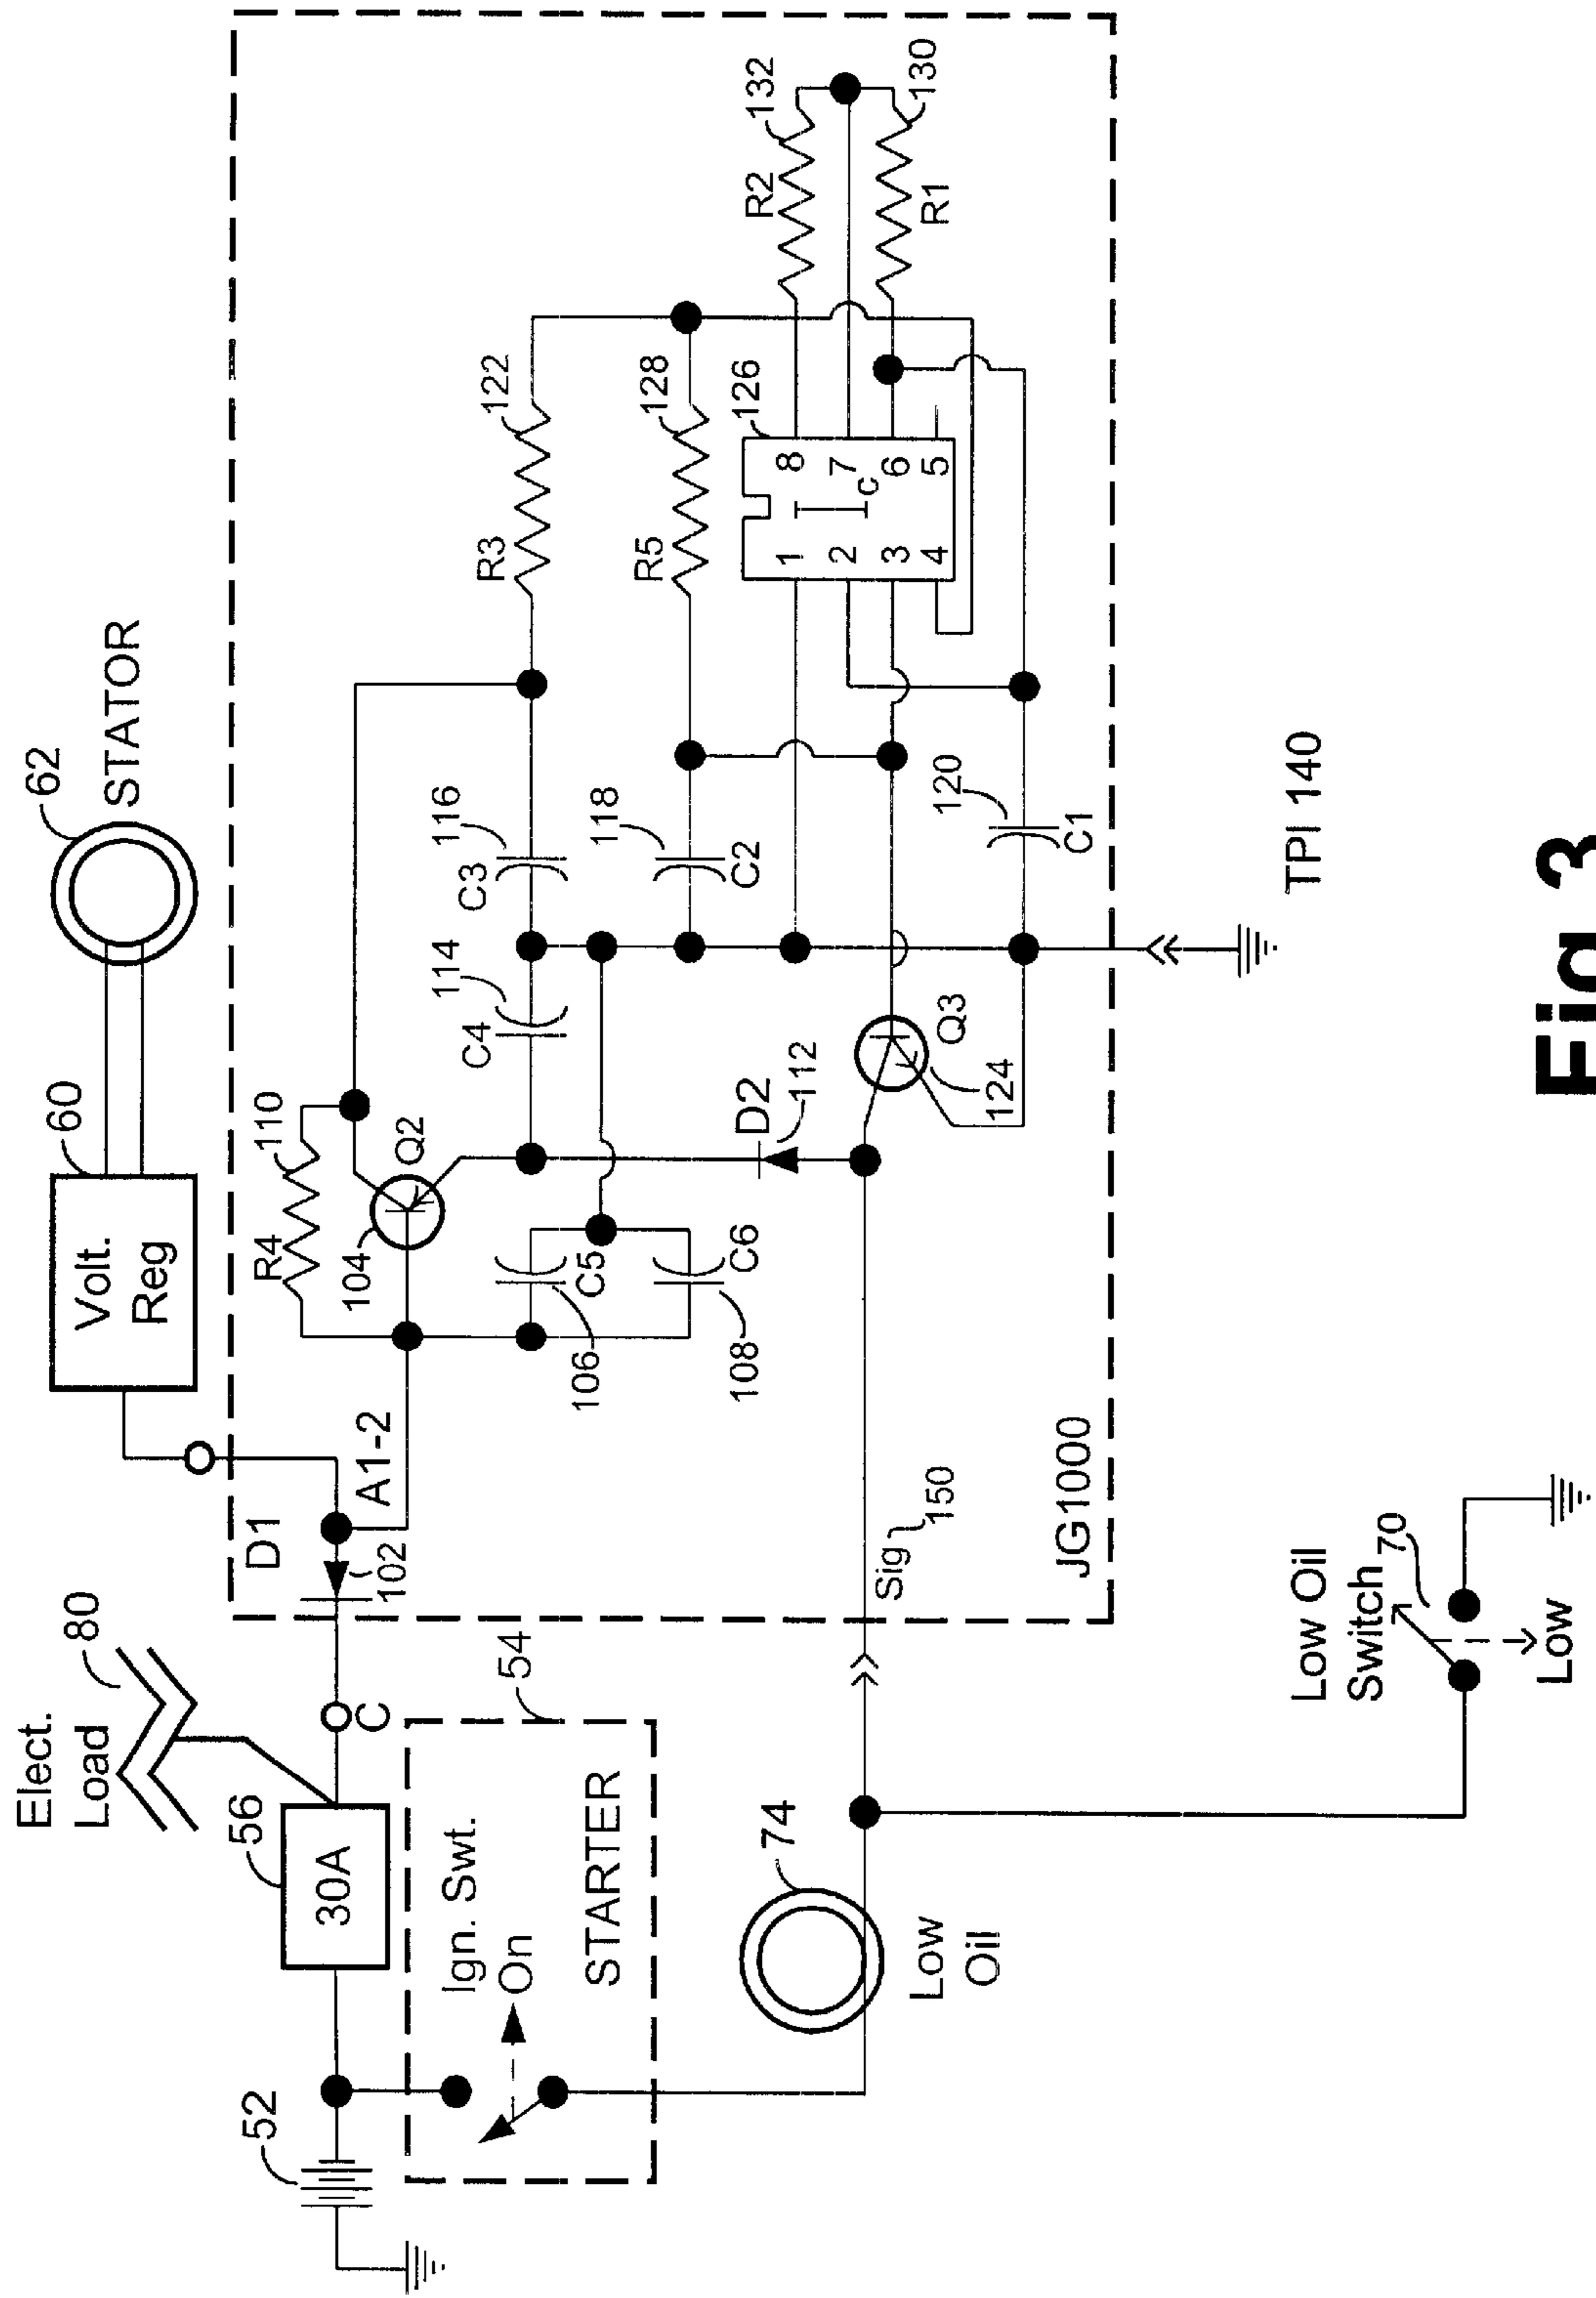 Elect.
Load
80
Volt.
Reg
60
62
STATOR
52
56
30A
C
D1
102
A1-2
R4
110
104
Q2
106
C5
108
C6
C4
114
C3
116
R3
122
118
C2
R5
128
126
1
2
3
4
8
7
6
5
I
c
R2
132
R1
130
D2
112
Q3
124
120
C1
54
Ign. Swt.
On
STARTER
74
Low
Oil
Sig
150
JG1000
TPI 140
Low Oil
Switch
70
Low
Fig 3